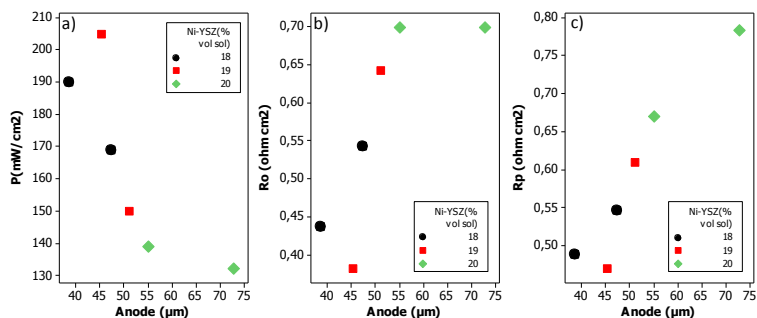 a)
P(mW/cm2)
210
200
190
180
170
160
150
140
130
Ni-YSZ(%
vol sol)
18
19
20
40 45 50 55 60 65 70 75
Anode (µm)
b)
Ro (ohm cm2)
0,70
0,65
0,60
0,55
0,50
0,45
0,40
Ni-YSZ(%
vol sol)
18
19
20
40 45 50 55 60 65 70 75
Anode (µm)
c)
Rp (ohm cm2)
0,80
0,75
0,70
0,65
0,60
0,55
0,50
Ni-YSZ(%
vol sol)
18
19
20
40 45 50 55 60 65 70 75
Anode (µm)